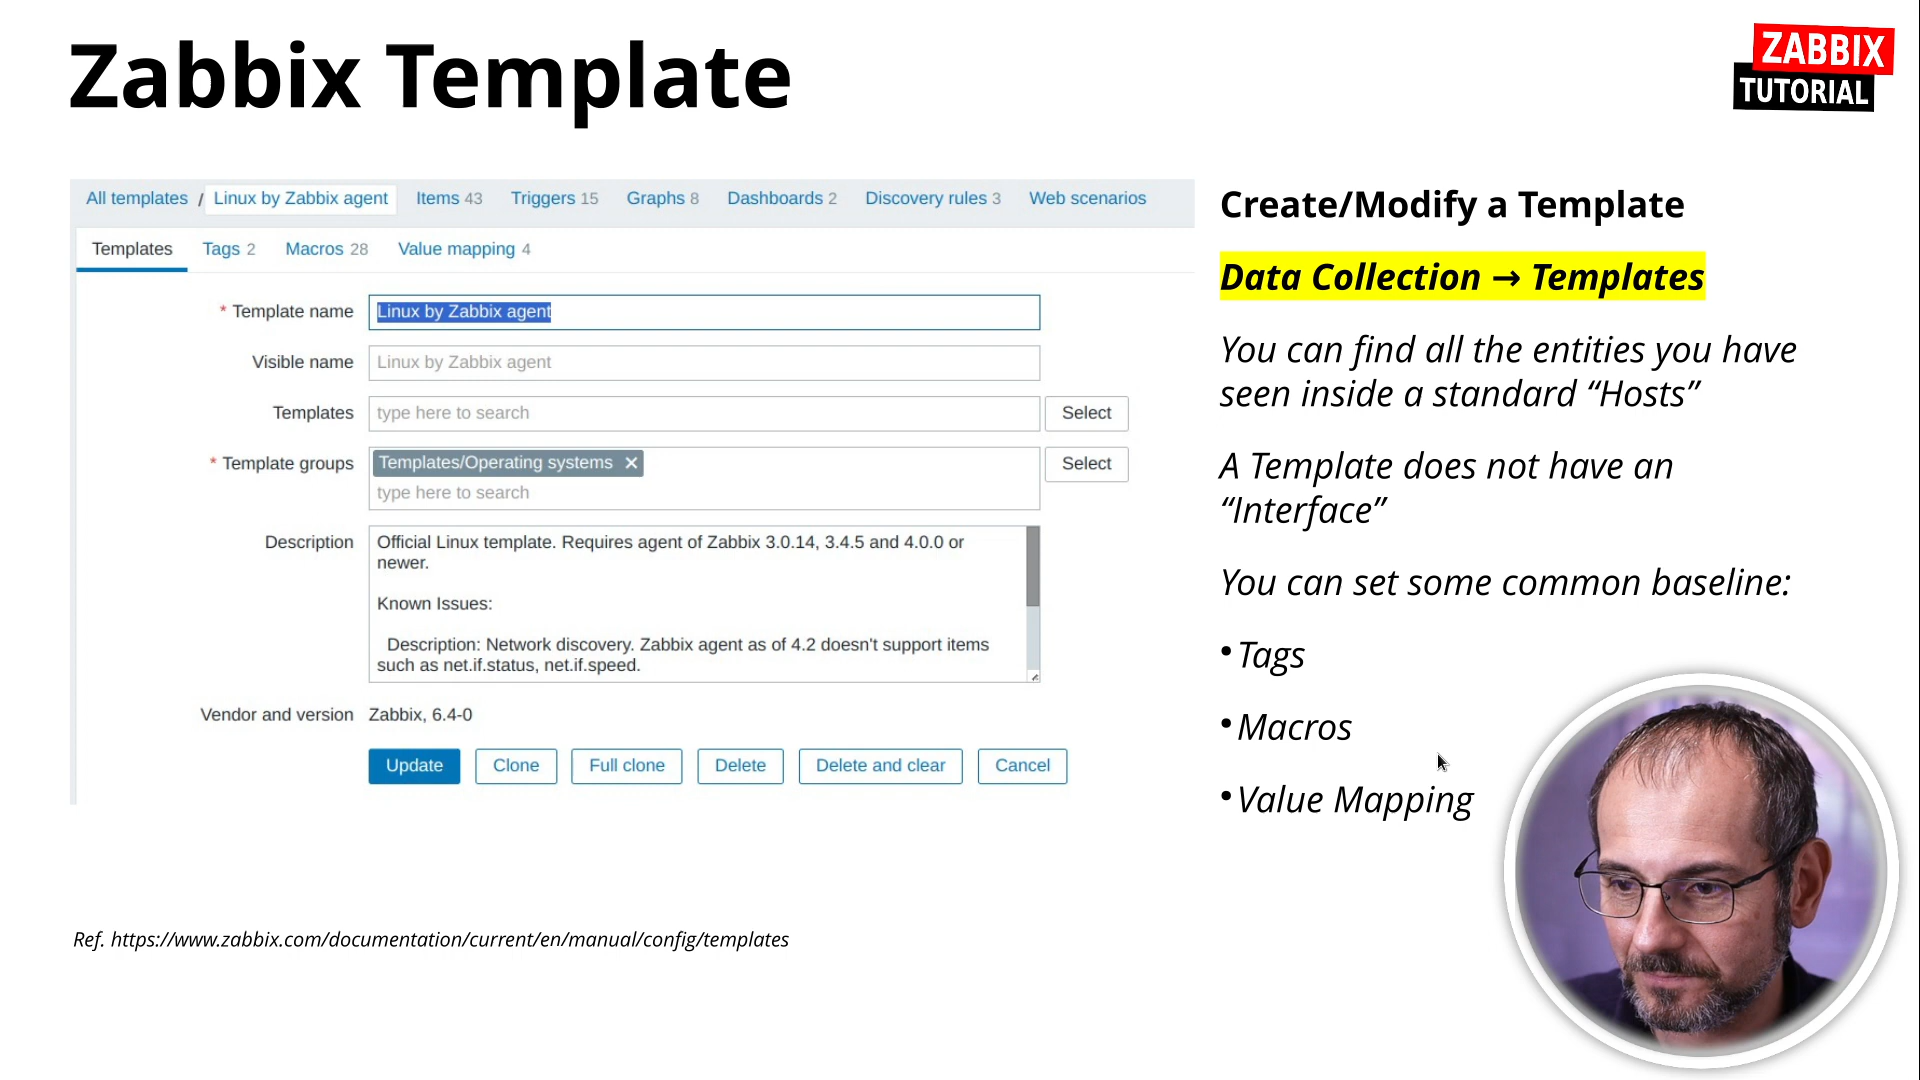 Zabbix Template
ZABBIX
TUTORIAL
All templates / Linux by Zabbix agent Items 43 Triggers 15 Graphs 8 Dashboards 2 Discovery rules 3 Web scenarios
Templates Tags 2 Macros 28 Value mapping 4
* Template name Linux by Zabbix agent
Visible name Linux by Zabbix agent
Templates type here to search Select
* Template groups Templates/Operating systems ✕ Select
type here to search
Description Official Linux template. Requires agent of Zabbix 3.0.14, 3.4.5 and 4.0.0 or
newer.
Known Issues:
Description: Network discovery. Zabbix agent as of 4.2 doesn't support items
such as net.if.status, net.if.speed.
Vendor and version Zabbix, 6.4-0
Update Clone Full clone Delete Delete and clear Cancel
Create/Modify a Template
Data Collection → Templates
You can find all the entities you have
seen inside a standard “Hosts”
A Template does not have an
“Interface”
You can set some common baseline:
• Tags
• Macros
• Value Mapping
Ref. https://www.zabbix.com/documentation/current/en/manual/config/templates